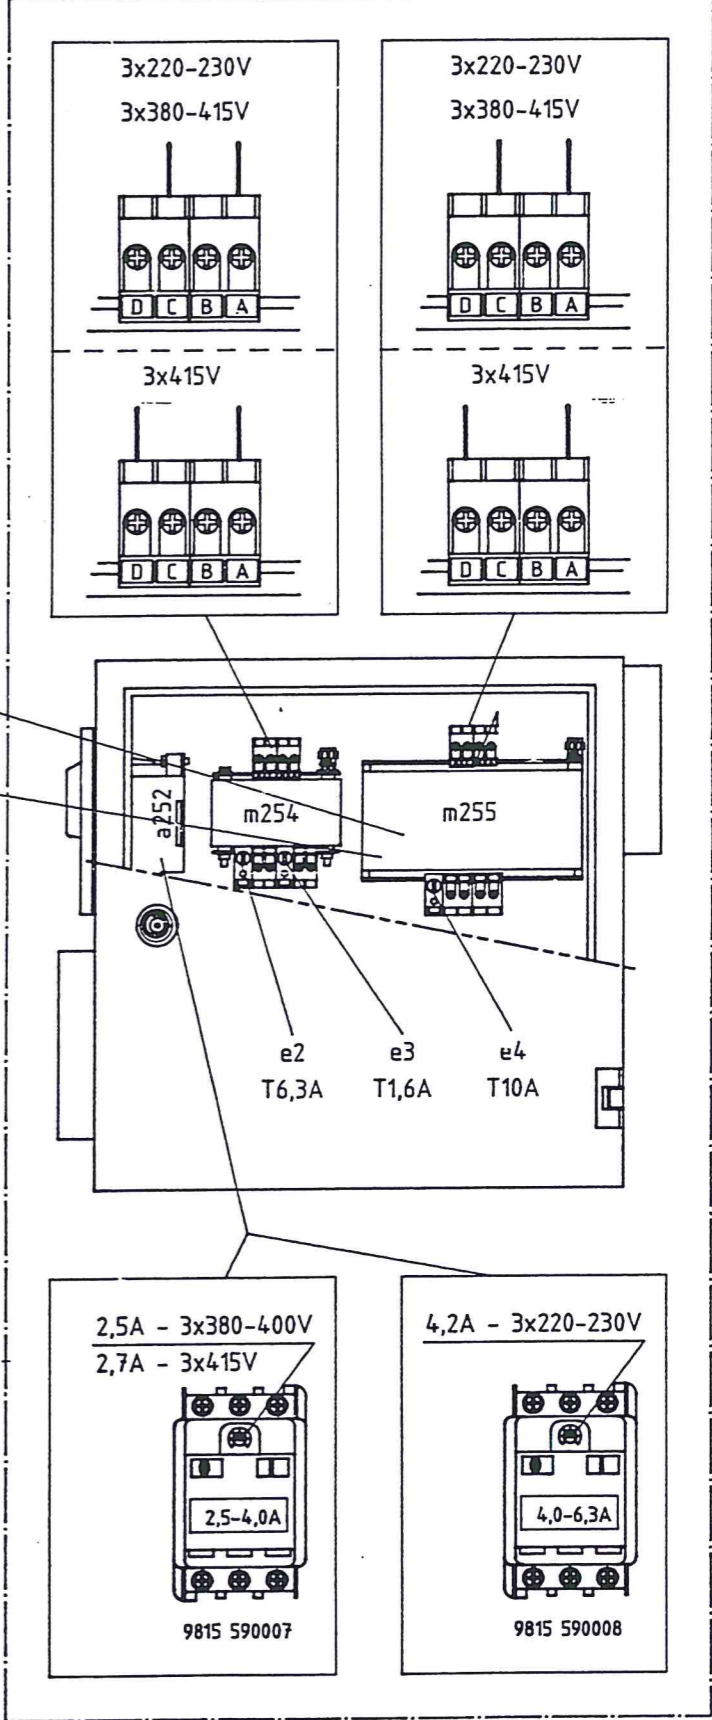 3x220-230V
3x380-415V
D C B A
3x415V
D C B A
3x220-230V
3x380-415V
D C B A
3x415V
D C B A
a252
m254
m255
e2
T6,3A
e3
T1,6A
e4
T10A
2,5A - 3x380-400V
2,7A - 3x415V
2,5-4,0A
9815 590007
4,2A - 3x220-230V
4,0-6,3A
9815 590008